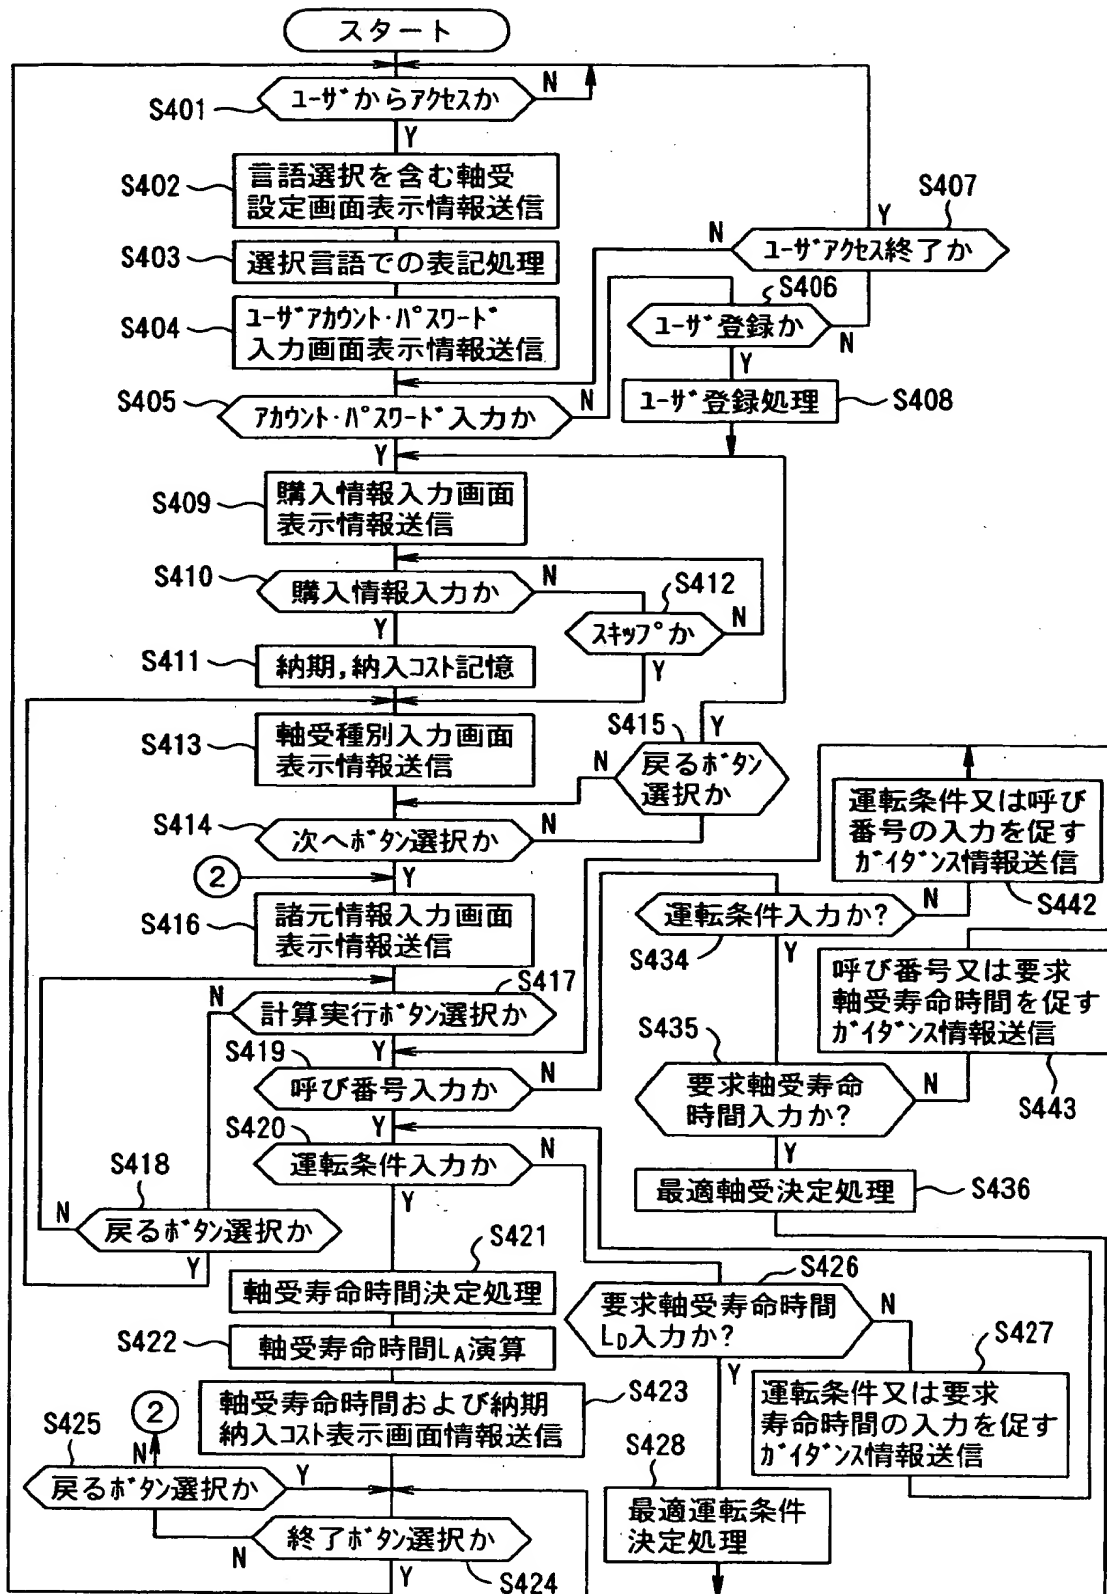 スタート
S401
ユーザからアクセスか
N
Y
S402
言語選択を含む軸受
設定画面表示情報送信
S403
選択言語での表記処理
S404
ユーザアカウント・パスワード
入力画面表示情報送信
S405
アカウント・パスワード入力か
N
Y
S406
ユーザ登録か
N
Y
S407
ユーザアクセス終了か
N
Y
S408
ユーザ登録処理
S409
購入情報入力画面
表示情報送信
S410
購入情報入力か
N
Y
S411
納期,納入コスト記憶
S412
スキップか
N
Y
S413
軸受種別入力画面
表示情報送信
S414
次へボタン選択か
N
Y
S415
戻るボタン
選択か
N
Y
②
S416
諸元情報入力画面
表示情報送信
S417
計算実行ボタン選択か
N
Y
S418
戻るボタン選択か
N
Y
S419
呼び番号入力か
N
Y
S420
運転条件入力か
N
Y
S421
軸受寿命時間決定処理
S422
軸受寿命時間LA演算
S423
軸受寿命時間および納期
納入コスト表示画面情報送信
S424
終了ボタン選択か
N
Y
S425
戻るボタン選択か
N
Y
②
S426
要求軸受寿命時間
LD入力か?
N
Y
S427
運転条件又は要求
寿命時間の入力を促す
ガイダンス情報送信
S428
最適運転条件
決定処理
S434
運転条件入力か?
N
Y
S435
要求軸受寿命
時間入力か?
N
Y
S436
最適軸受決定処理
S442
運転条件又は呼び
番号の入力を促す
ガイダンス情報送信
S443
呼び番号又は要求
軸受寿命時間を促す
ガイダンス情報送信